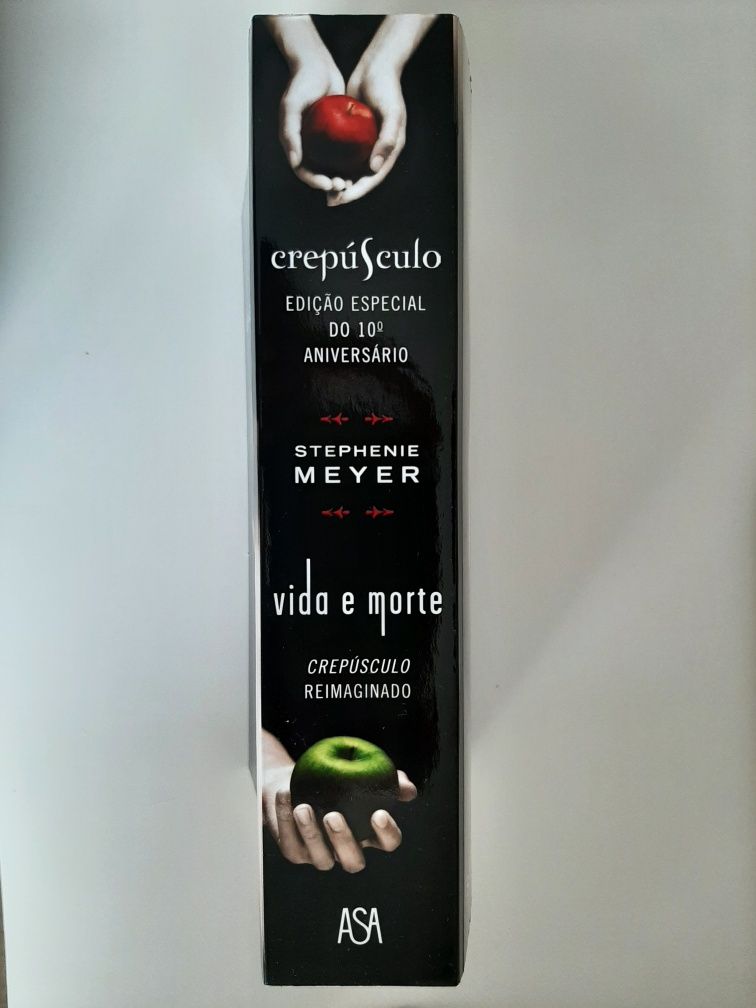 crepúsculo
EDIÇÃO ESPECIAL
DO 10º
ANIVERSÁRIO
STEPHENIE
MEYER
vida e morte
CREPÚSCULO
REIMAGINADO
ASA